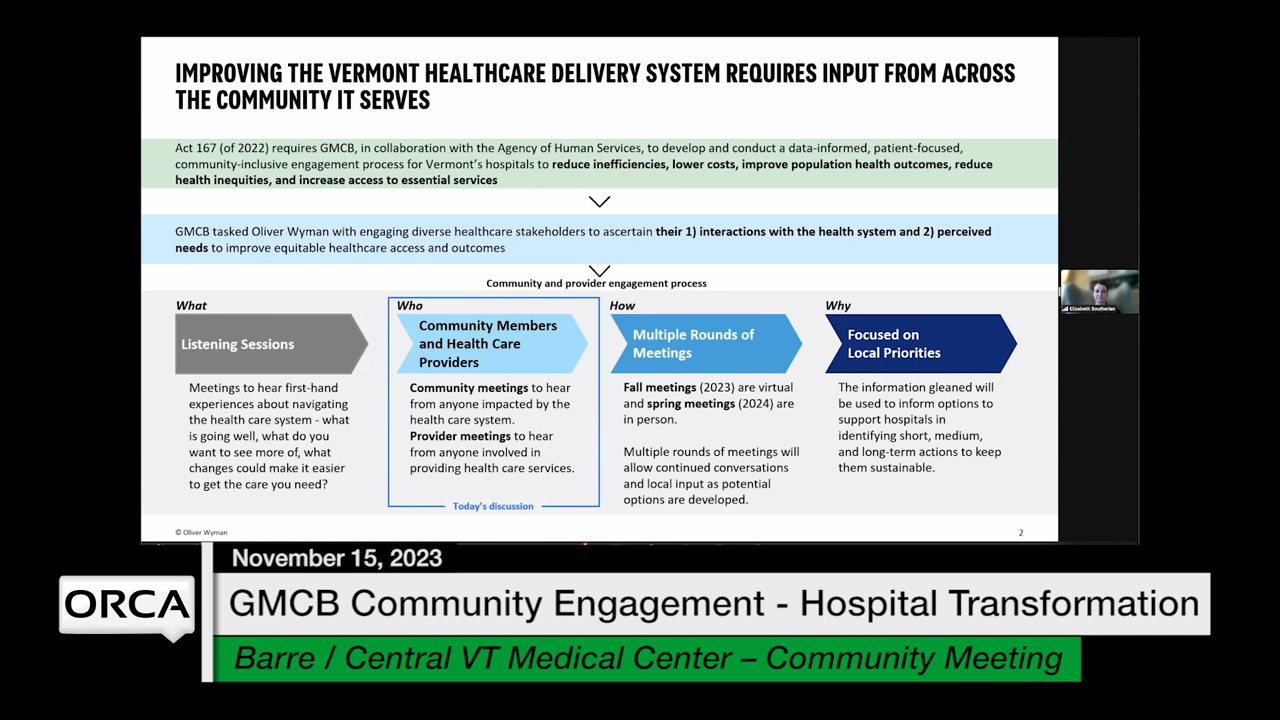 IMPROVING THE VERMONT HEALTHCARE DELIVERY SYSTEM REQUIRES INPUT FROM ACROSS
THE COMMUNITY IT SERVES
Act 167 (of 2022) requires GMCB, in collaboration with the Agency of Human Services, to develop and conduct a data-informed, patient-focused,
community-inclusive engagement process for Vermont's hospitals to reduce inefficiencies, lower costs, improve population health outcomes, reduce
health inequities, and increase access to essential services
GMCB tasked Oliver Wyman with engaging diverse healthcare stakeholders to ascertain their 1) interactions with the health system and 2) perceived
needs to improve equitable healthcare access and outcomes
Community and provider engagement process
What
Listening Sessions
Meetings to hear first-hand
experiences about navigating
the health care system - what
is going well, what do you
want to see more of, what
changes could make it easier
to get the care you need?
Who
Community Members
and Health Care
Providers
Community meetings to hear
from anyone impacted by the
health care system.
Provider meetings to hear
from anyone involved in
providing health care services.
Today's discussion
How
Multiple Rounds of
Meetings
Fall meetings (2023) are virtual
and spring meetings (2024) are
in person.
Multiple rounds of meetings will
allow continued conversations
and local input as potential
options are developed.
Why
Focused on
Local Priorities
The information gleaned will
be used to inform options to
support hospitals in
identifying short, medium,
and long-term actions to keep
them sustainable.
© Oliver Wyman
2
Elizabeth Southerlan
November 15, 2023
ORCA
GMCB Community Engagement - Hospital Transformation
Barre / Central VT Medical Center – Community Meeting